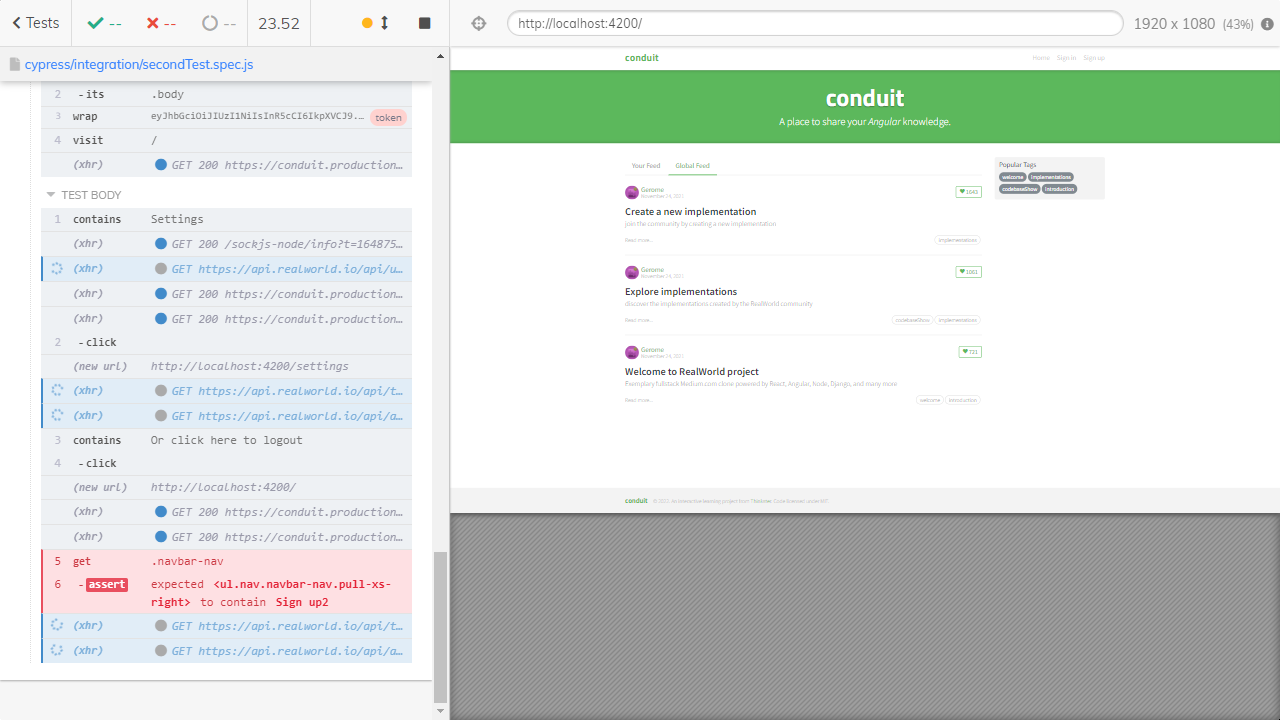 Tests
--
--
--
23.52
http://localhost:4200/
1920 x 1080 (43%)
cypress/integration/secondTest.spec.js
2 -its .body
3 wrap token
4 visit /
(xhr) GET 200 http://conduit.production…
TEST BODY
1 contains Settings
(xhr) GET 200 /sockjs-node/
(xhr) GET https://api.realworld.io/api/u…
(xhr) GET 200 https:/conduit.production…
(xhr) GET 200 https://conduit.production…
2 -click
(new url) http://localhost:4200/settings
(xhr) GET https://api.realworld.io/api/t…
(xhr) GET https://api.realworld.io/api/a…
3 contains Or click here to logout
4 -click
(new url) http://localhost:4200/
(xhr) GET 200 https://conduit.production…
(xhr) GET 200 https://conduit.production…
5 get .navbar-nav
6 -assert expected <ul.nav.navbar-nav.pull-xs-
right> to contain Sign up2
(xhr) GET https://api.realworld.io/api/t…
(xhr) GET https://api.realworld.io/api/a…
conduit
Home Sign in Sign up
conduit
A place to share your Angular knowledge.
Your Feed Global Feed
Popular Tags
welcome implementations
codebaseShow introduction
Gerome
November 24, 2021
1643
Create a new implementation
join the community by creating a new implementation
Read more...
implementations
Gerome
November 24, 2021
Explore implementations
discover the implementations created by the RealWorld community
Read more...
codebaseShow implementations
Gerome
November 24, 2021
731
Welcome to RealWorld project
Exemplary fullstack Medium.com clone powered by React, Angular, Node, Django, and many more
Read more...
welcome introduction
conduit
An interactive learning project from Thinkster. Code licensed under MIT.